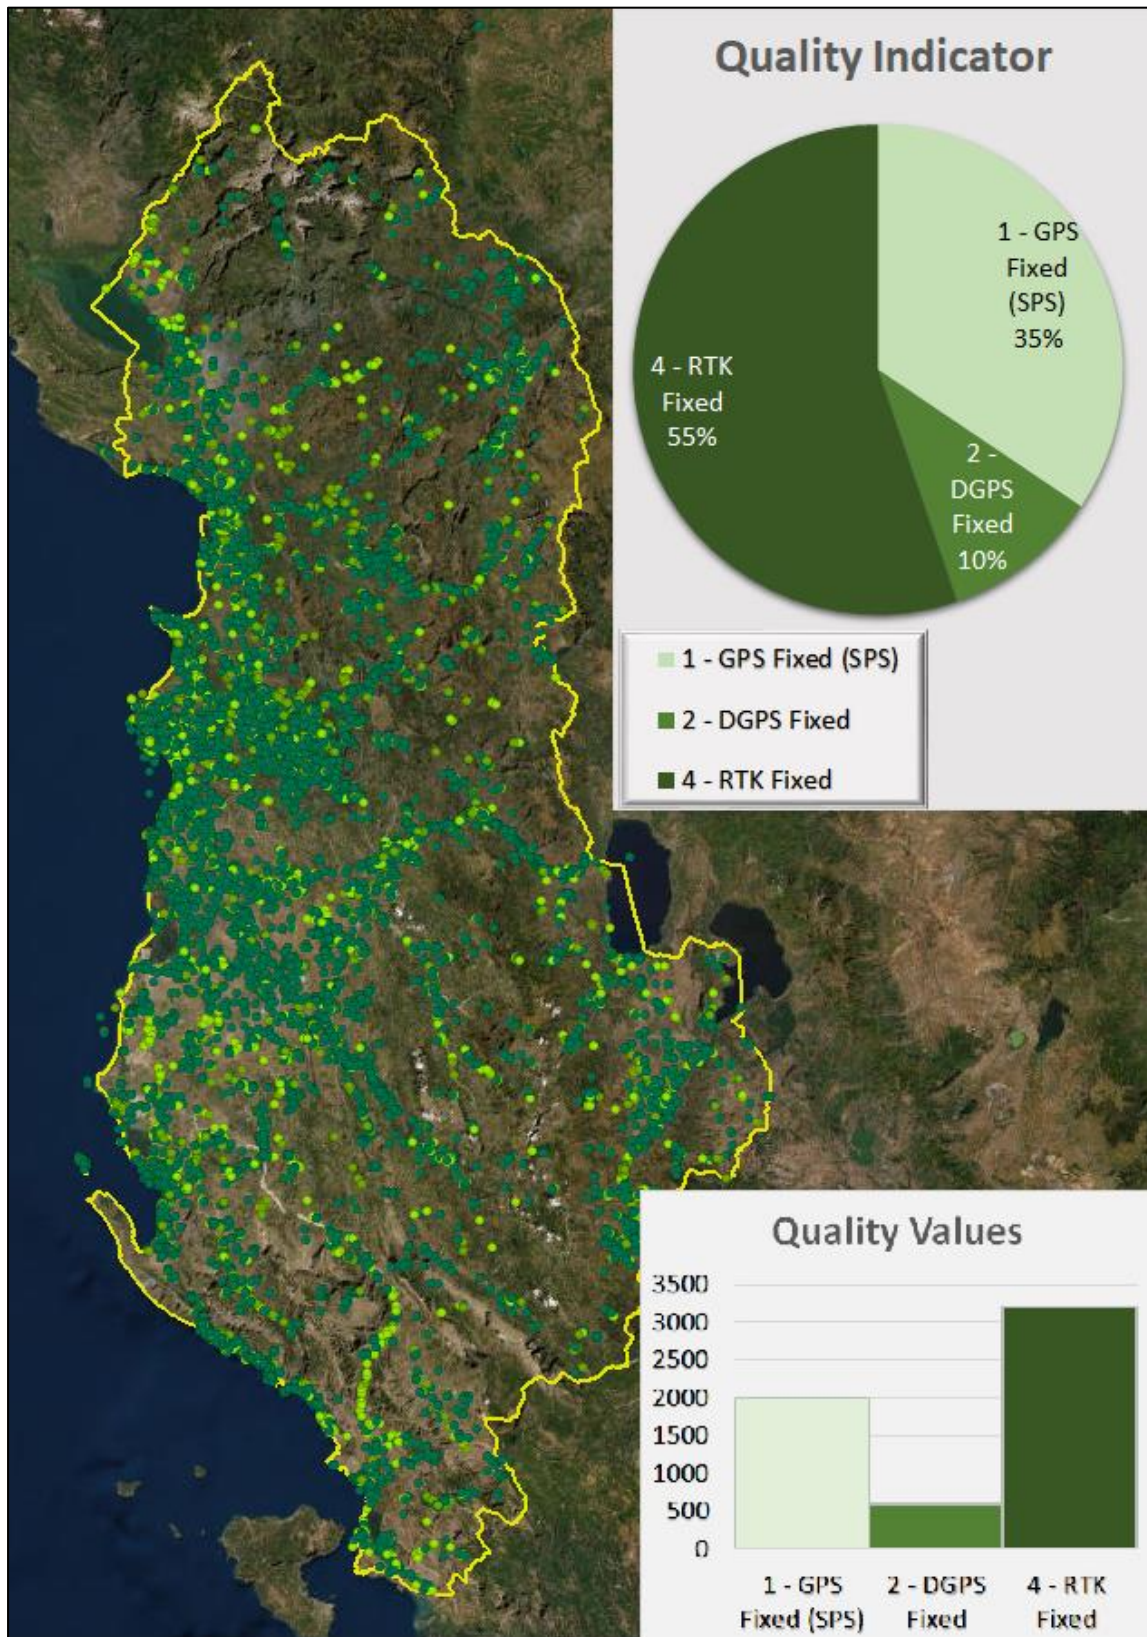 Quality Indicator
1 - GPS
Fixed
(SPS)
35%
4 - RTK
Fixed
55%
2 -
DGPS
Fixed
10%
1 - GPS Fixed (SPS)
2 - DGPS Fixed
4 - RTK Fixed
Quality Values
3500
3000
2500
2000
1500
1000
500
0
1 - GPS
Fixed (SPS)
2 - DGPS
Fixed
4 - RTK
Fixed